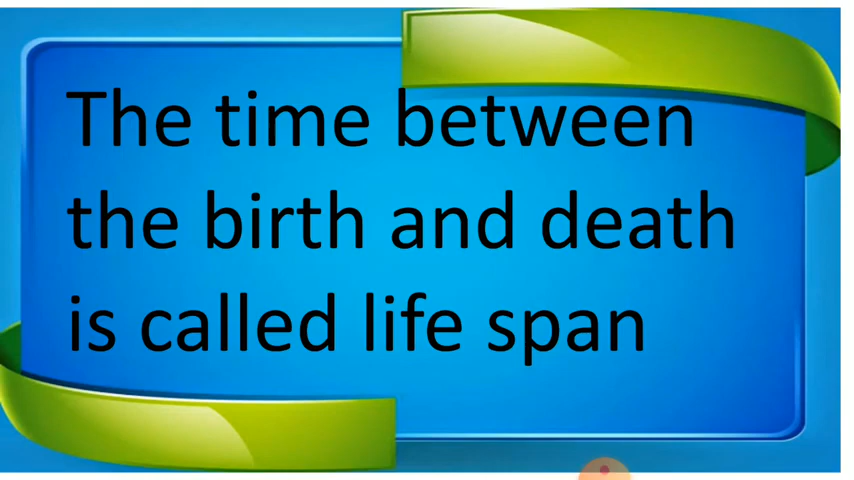 The time between
the birth and death
is called life span